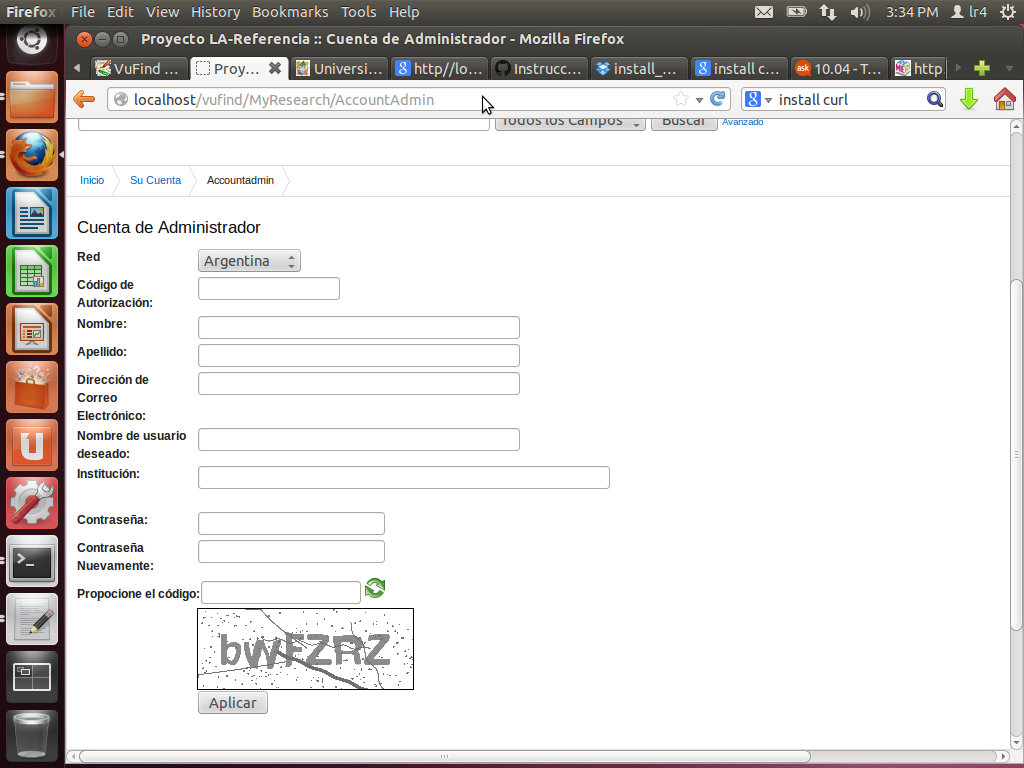 Firefox File Edit View History Bookmarks Tools Help 3:34 PM lr4
Proyecto LA-Referencia :: Cuenta de Administrador - Mozilla Firefox
VuFind ... Proy... Universi... http//lo... Instrucc... install_... install c... 10.04 - T... http
localhost/vufind/MyResearch/AccountAdmin install curl
Todos los Campos Buscar Avanzado
Inicio Su Cuenta Accountadmin
Cuenta de Administrador
Red Argentina
Código de
Autorización:
Nombre:
Apellido:
Dirección de
Correo
Electrónico:
Nombre de usuario
deseado:
Institución:
Contraseña:
Contraseña
Nuevamente:
Propocione el código:
bwFZRZ
Aplicar